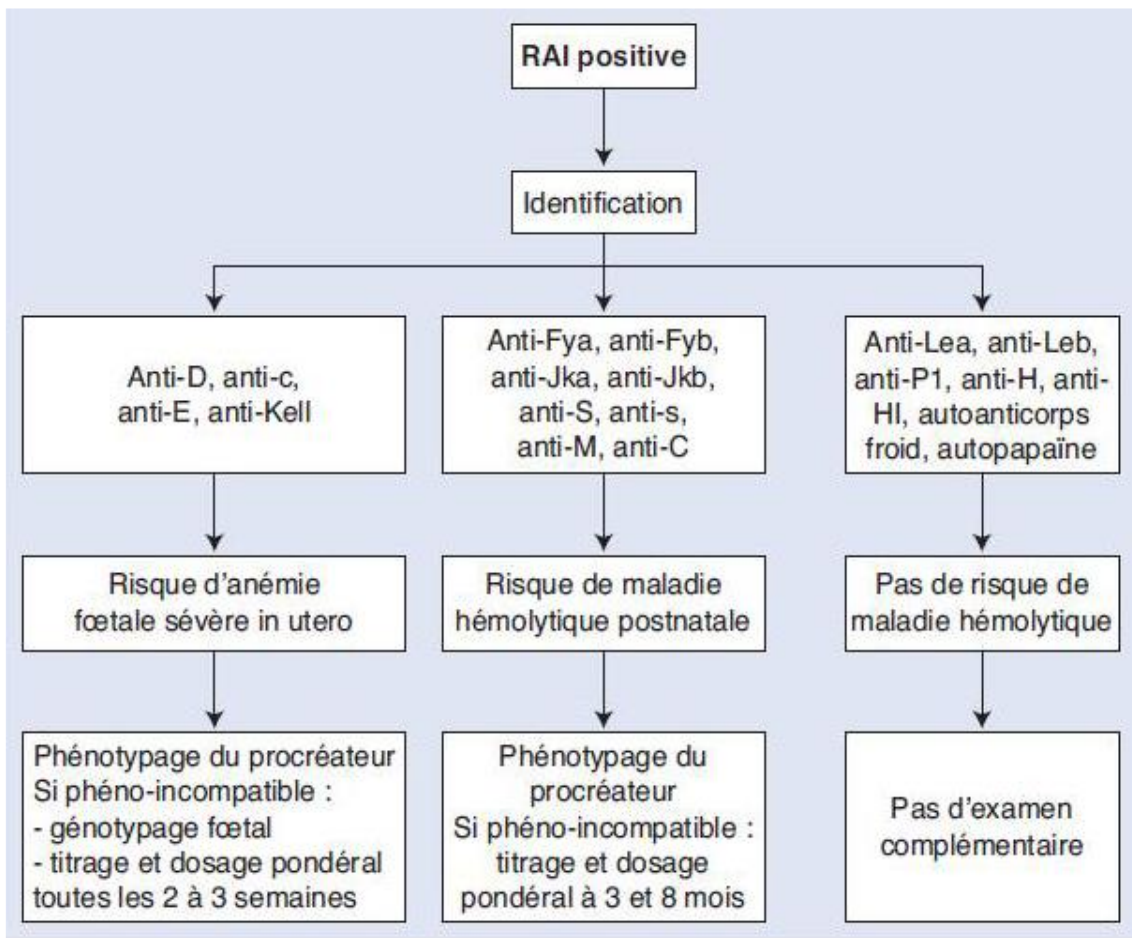 RAI positive
Identification
Anti-D, anti-c,
anti-E, anti-Kell
Anti-Fya, anti-Fyb,
anti-Jka, anti-Jkb,
anti-S, anti-s,
anti-M, anti-C
Anti-Lea, anti-Leb,
anti-P1, anti-H, anti-
HI, autoanticorps
froid, autopapaïne
Risque d'anémie
fœtale sévère in utero
Risque de maladie
hémolytique postnatale
Pas de risque de
maladie hémolytique
Phénotypage du procréateur
Si phéno-incompatible :
- génotypage fœtal
- titrage et dosage pondéral
toutes les 2 à 3 semaines
Phénotypage du
procréateur
Si phéno-incompatible :
titrage et dosage
pondéral à 3 et 8 mois
Pas d'examen
complémentaire